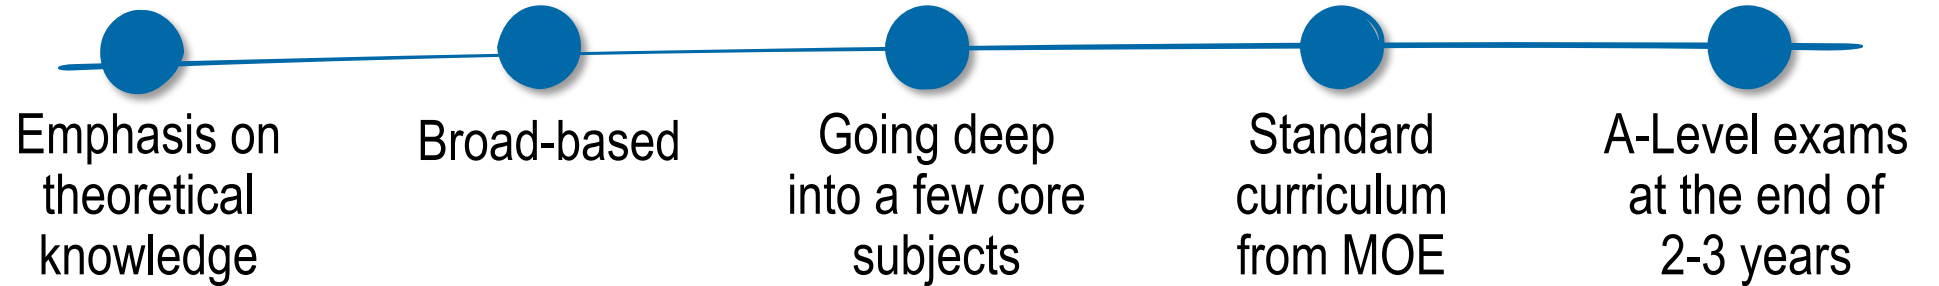 Emphasis on
theoretical
knowledge
Broad-based
Going deep
into a few core
subjects
Standard
curriculum
from MOE
A-Level exams
at the end of
2-3 years